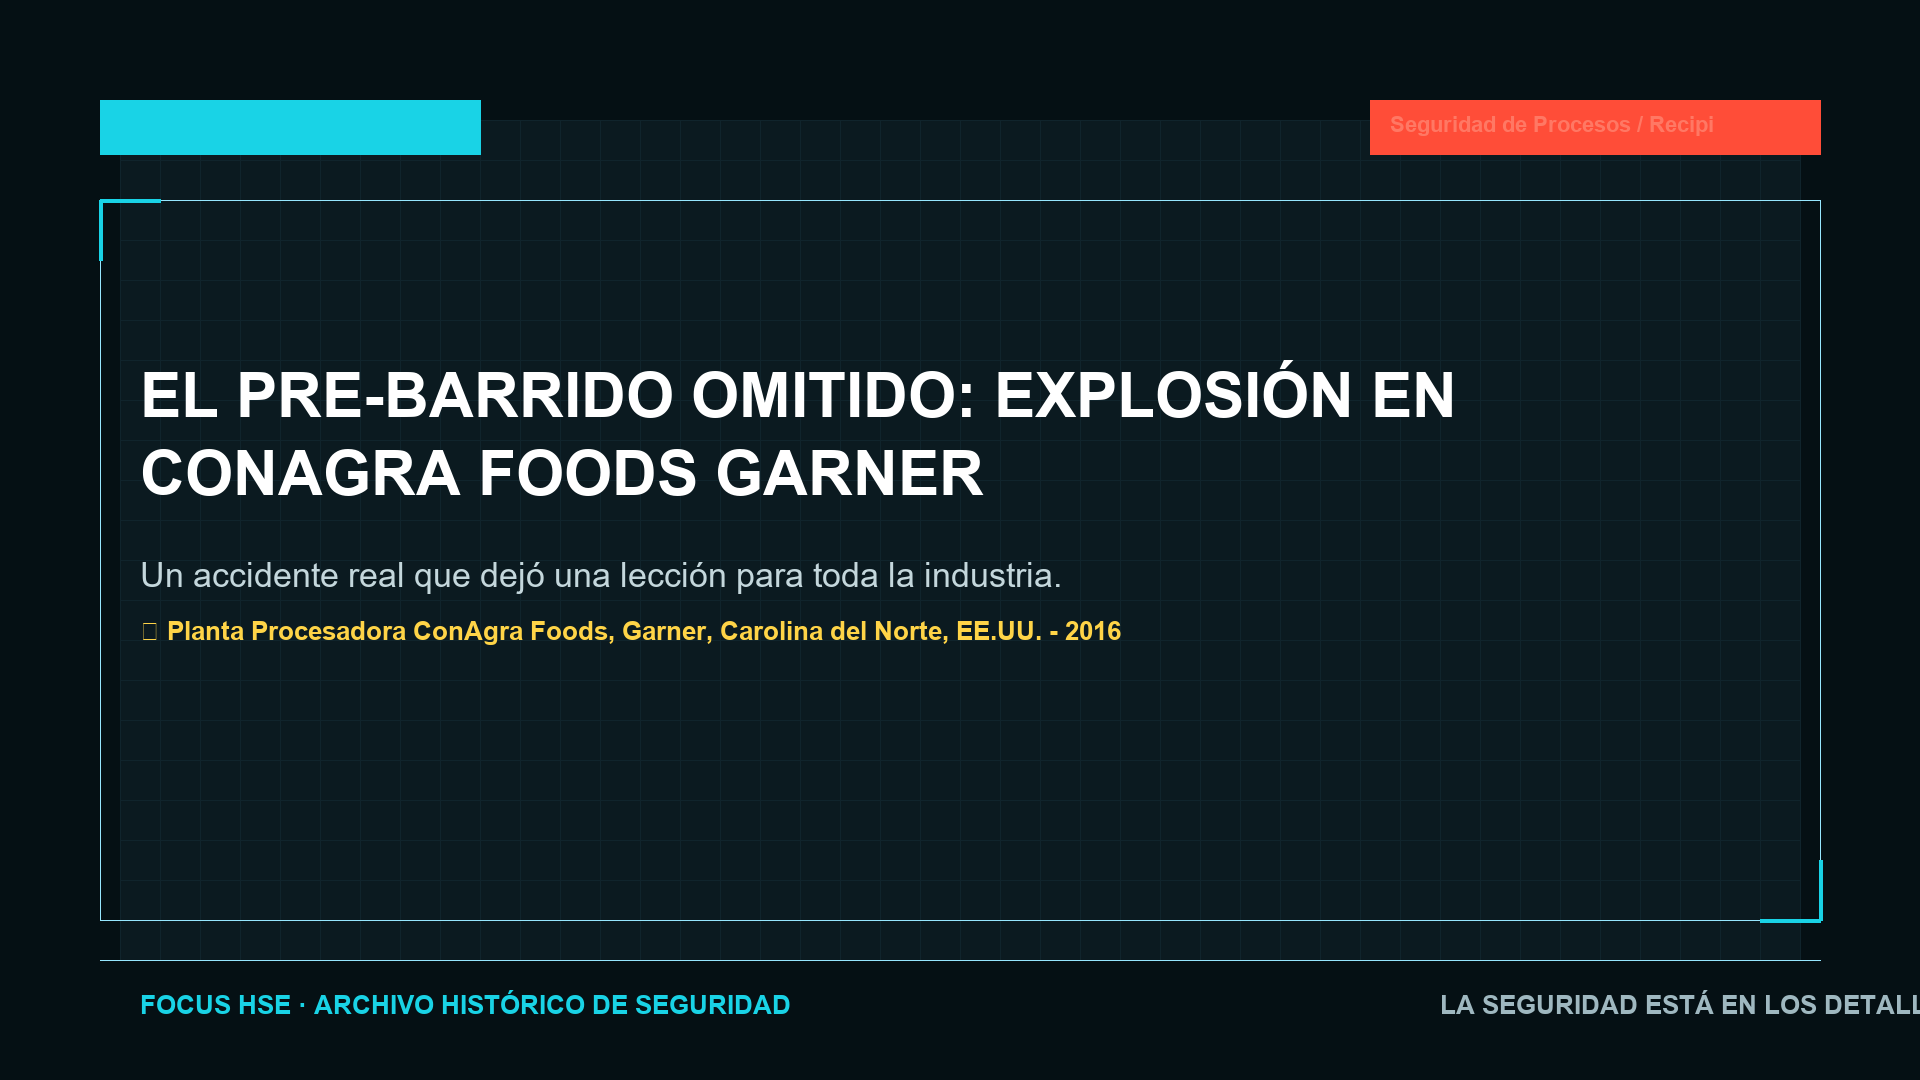 Seguridad de Procesos / Recipi
EL PRE-BARRIDO OMITIDO: EXPLOSIÓN EN
CONAGRA FOODS GARNER
Un accidente real que dejó una lección para toda la industria.
Planta Procesadora ConAgra Foods, Garner, Carolina del Norte, EE.UU. - 2016
FOCUS HSE · ARCHIVO HISTÓRICO DE SEGURIDAD
LA SEGURIDAD ESTÁ EN LOS DETALL